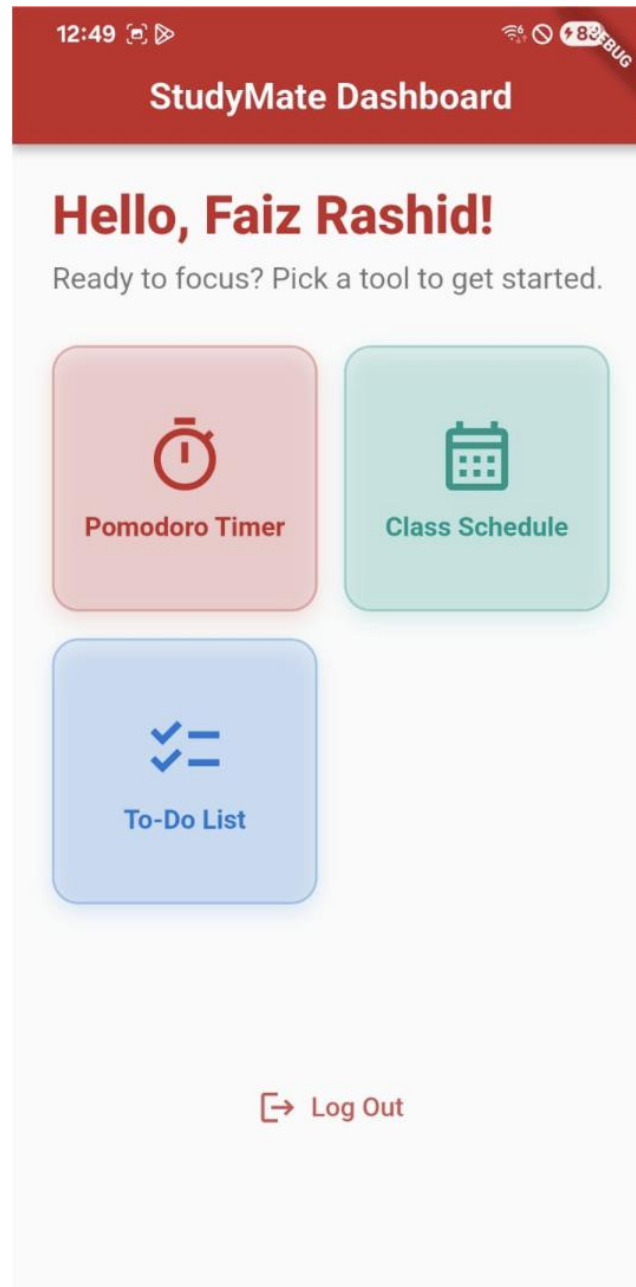 12:49
StudyMate Dashboard
Hello, Faiz Rashid!
Ready to focus? Pick a tool to get started.
Pomodoro Timer
Class Schedule
To-Do List
Log Out